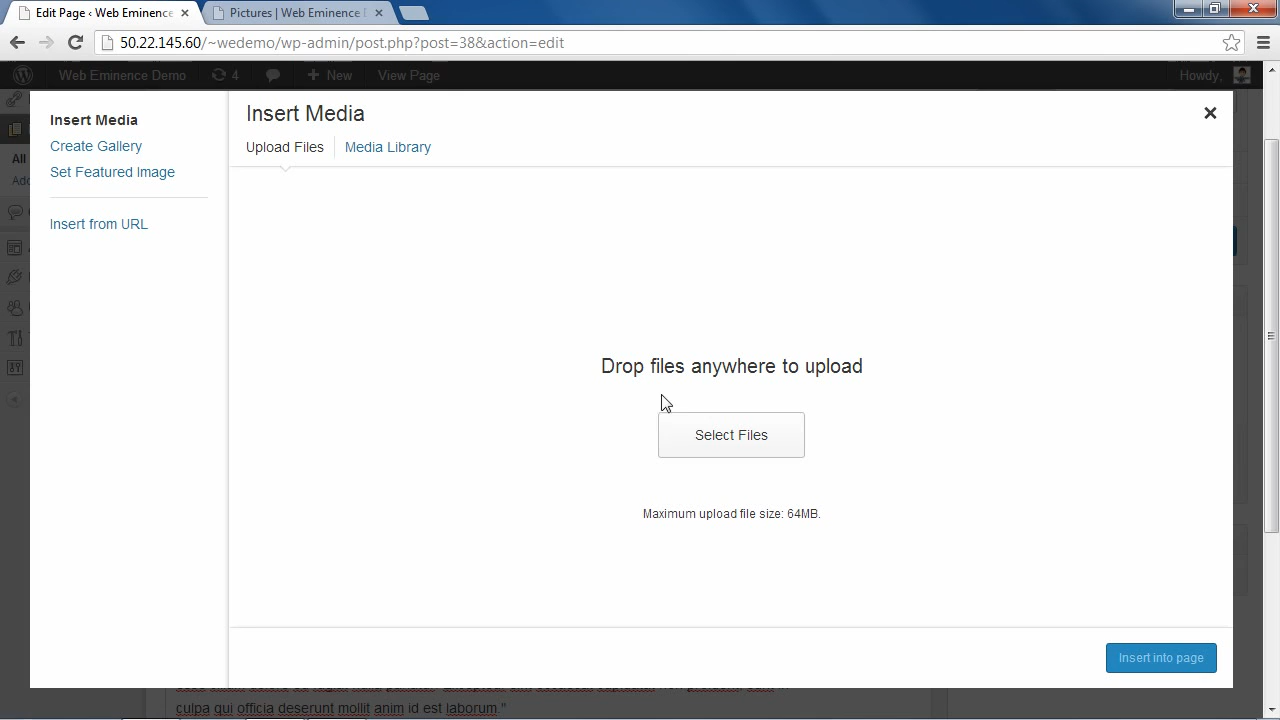 Edit Page ‹ Web Eminence
Pictures | Web Eminence
50.22.145.60/~wedemo/wp-admin/post.php?post=38&action=edit
Web Eminence Demo
4
New
View Page
Howdy,
Insert Media
Create Gallery
Set Featured Image
Insert from URL
Insert Media
Upload Files
Media Library
All
Drop files anywhere to upload
Select Files
Maximum upload file size: 64MB.
Insert into page
culpa qui officia deserunt mollit anim id est laborum."